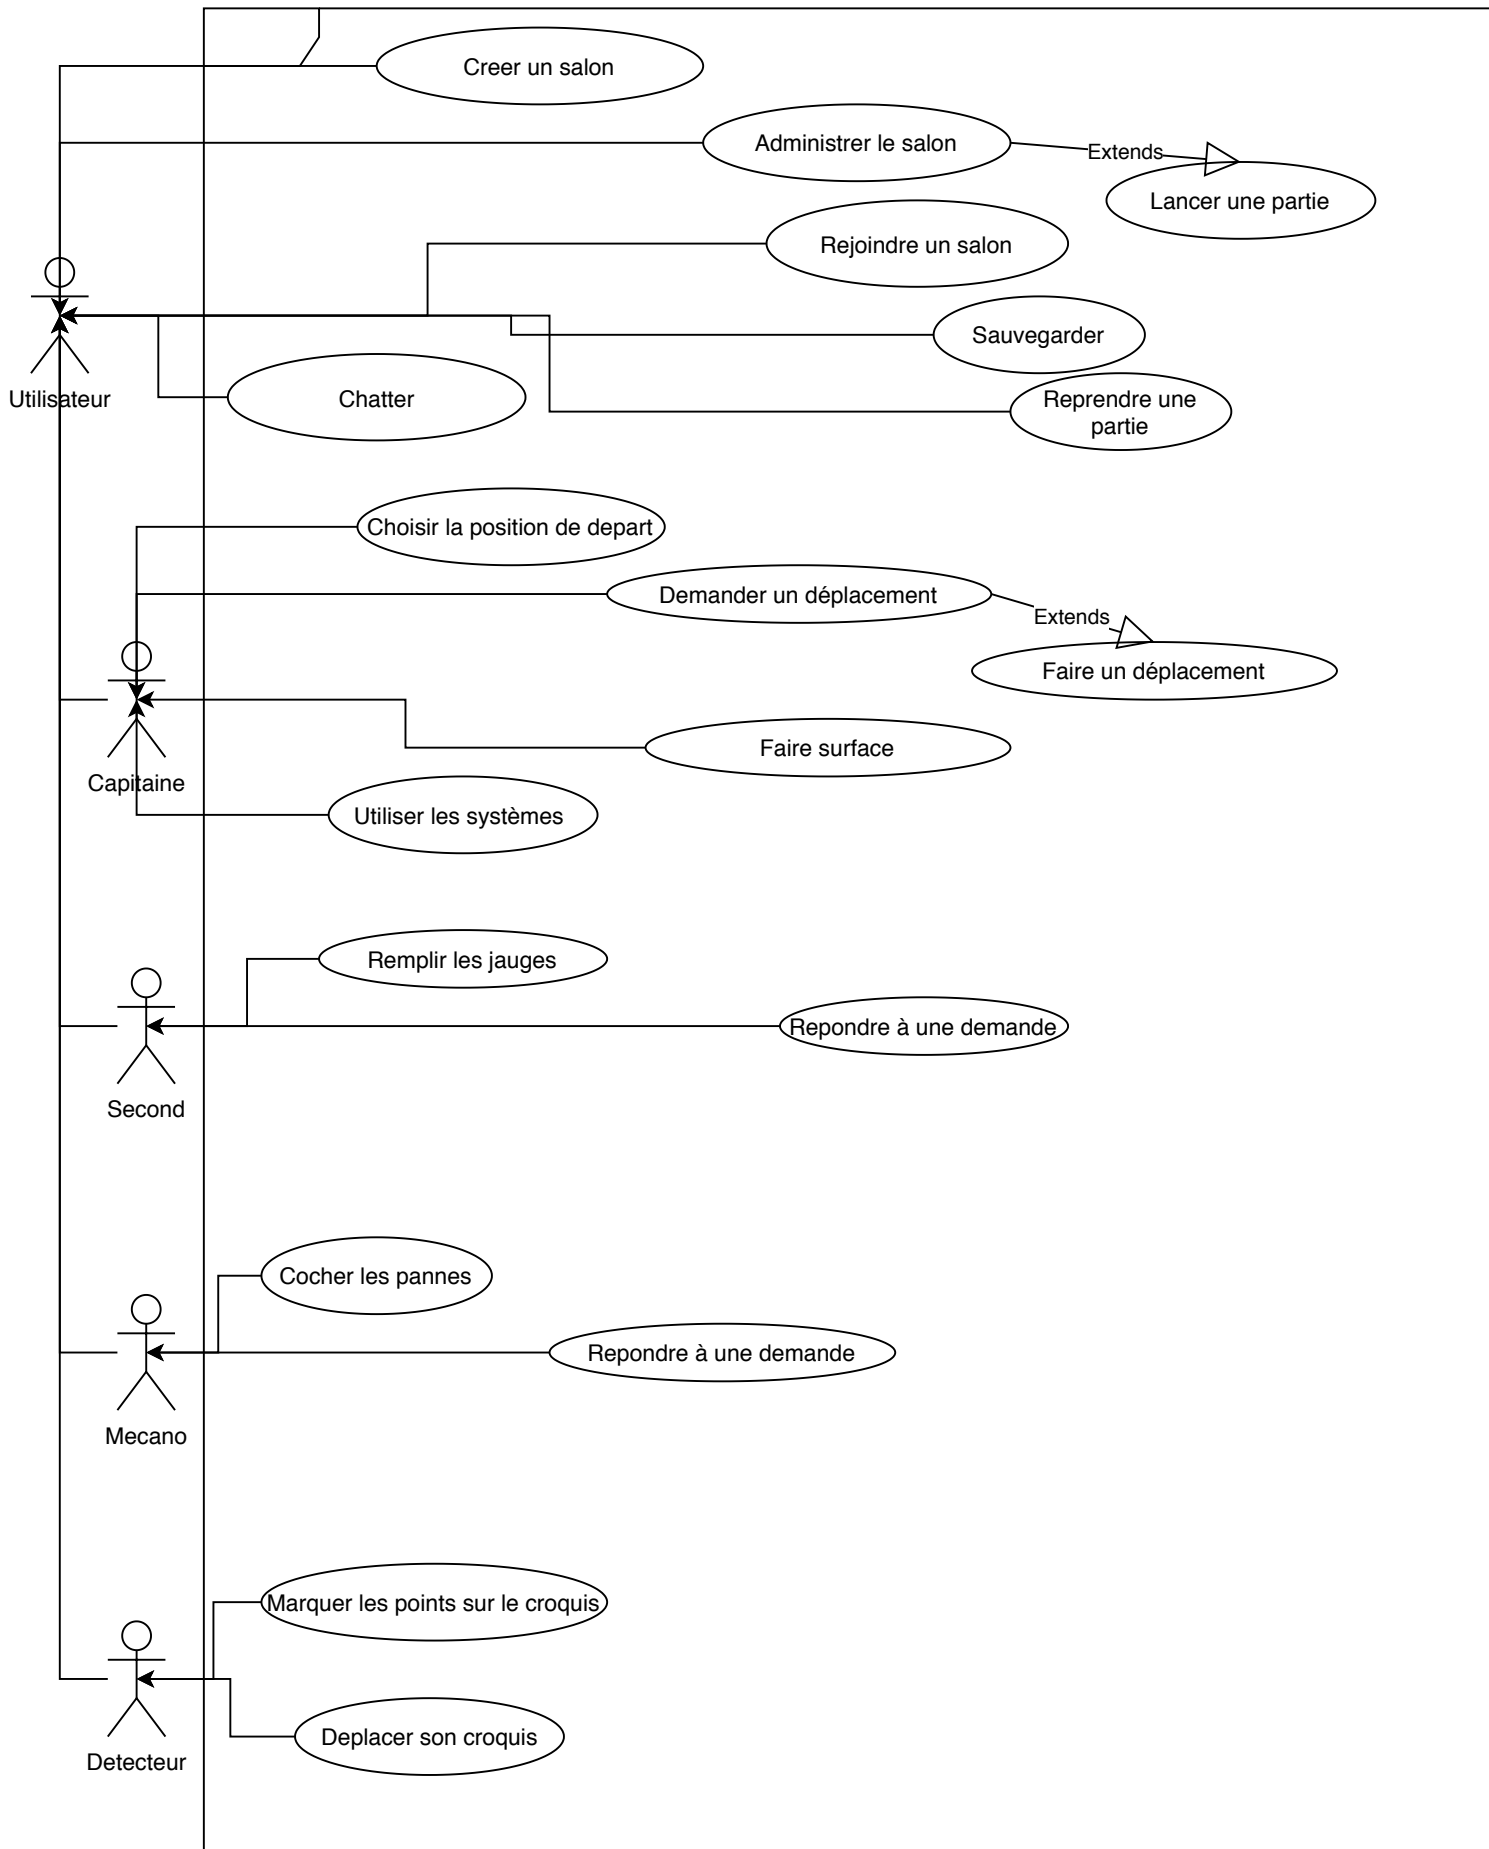 Creer un salon
Administrer le salon
Extends
Lancer une partie
Rejoindre un salon
Sauvegarder
Utilisateur
Chatter
Reprendre une
partie
Choisir la position de depart
Demander un déplacement
Extends
Faire un déplacement
Faire surface
Capitaine
Utiliser les systèmes
Remplir les jauges
Repondre à une demande
Second
Cocher les pannes
Repondre à une demande
Mecano
Marquer les points sur le croquis
Deplacer son croquis
Detecteur